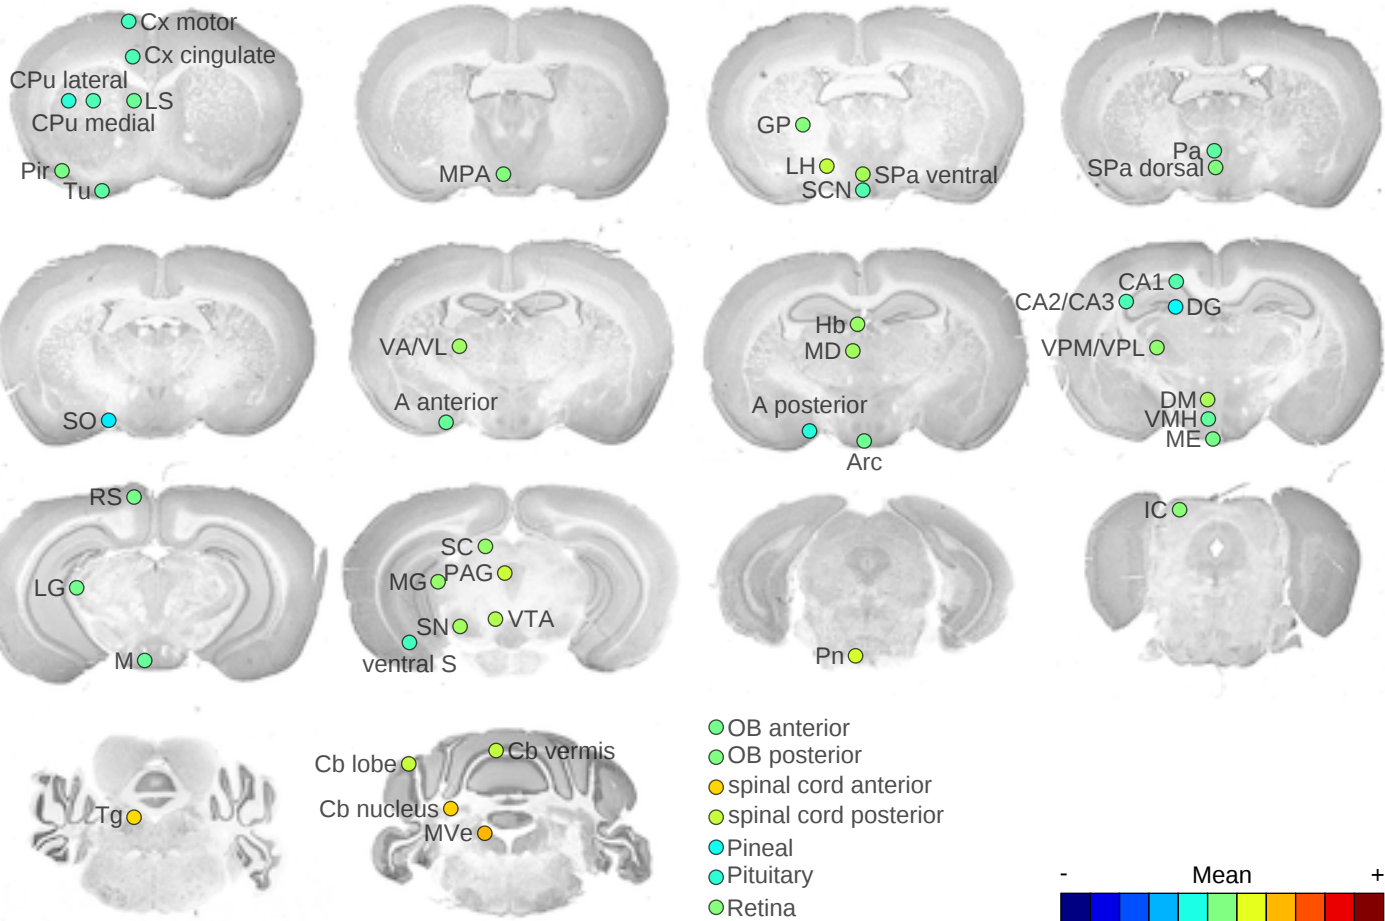 Cx motor
Cx cingulate
CPu lateral
LS
CPu medial
Pir
Tu
MPA
GP
LH
SPa ventral
SCN
Pa
SPa dorsal
SO
VA/VL
A anterior
Hb
MD
A posterior
Arc
CA1
CA2/CA3
DG
VPM/VPL
DM
VMH
ME
RS
LG
M
SC
MG
PAG
SN
VTA
ventral S
Pn
IC
Tg
Cb lobe
Cb vermis
Cb nucleus
MVe
OB anterior
OB posterior
spinal cord anterior
spinal cord posterior
Pineal
Pituitary
Retina
- Mean +